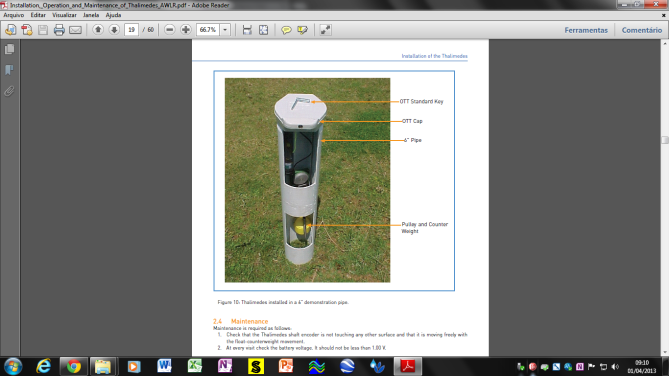 Installation_Operation_and_Maintenance_of_Thalimedes_AWLR.pdf - Adobe Reader
Arquivo Editar Visualizar Janela Ajuda
19 / 60 66.7% Ferramentas Comentário
Installation of the Thalimedes
OTT Standard Key
OTT Cap
6" Pipe
Pulley and Counter
Weight
Figure 10: Thalimedes installed in a 6" demonstration pipe.
2.4 Maintenance
Maintenance is required as follows:
1. Check that the Thalimedes shaft encoder is not touching any other surface and that it is moving freely with
the float-counterweight movement.
2. At every visit check the battery voltage. It should not be less than 1.00 V.
09:10
01/04/2013